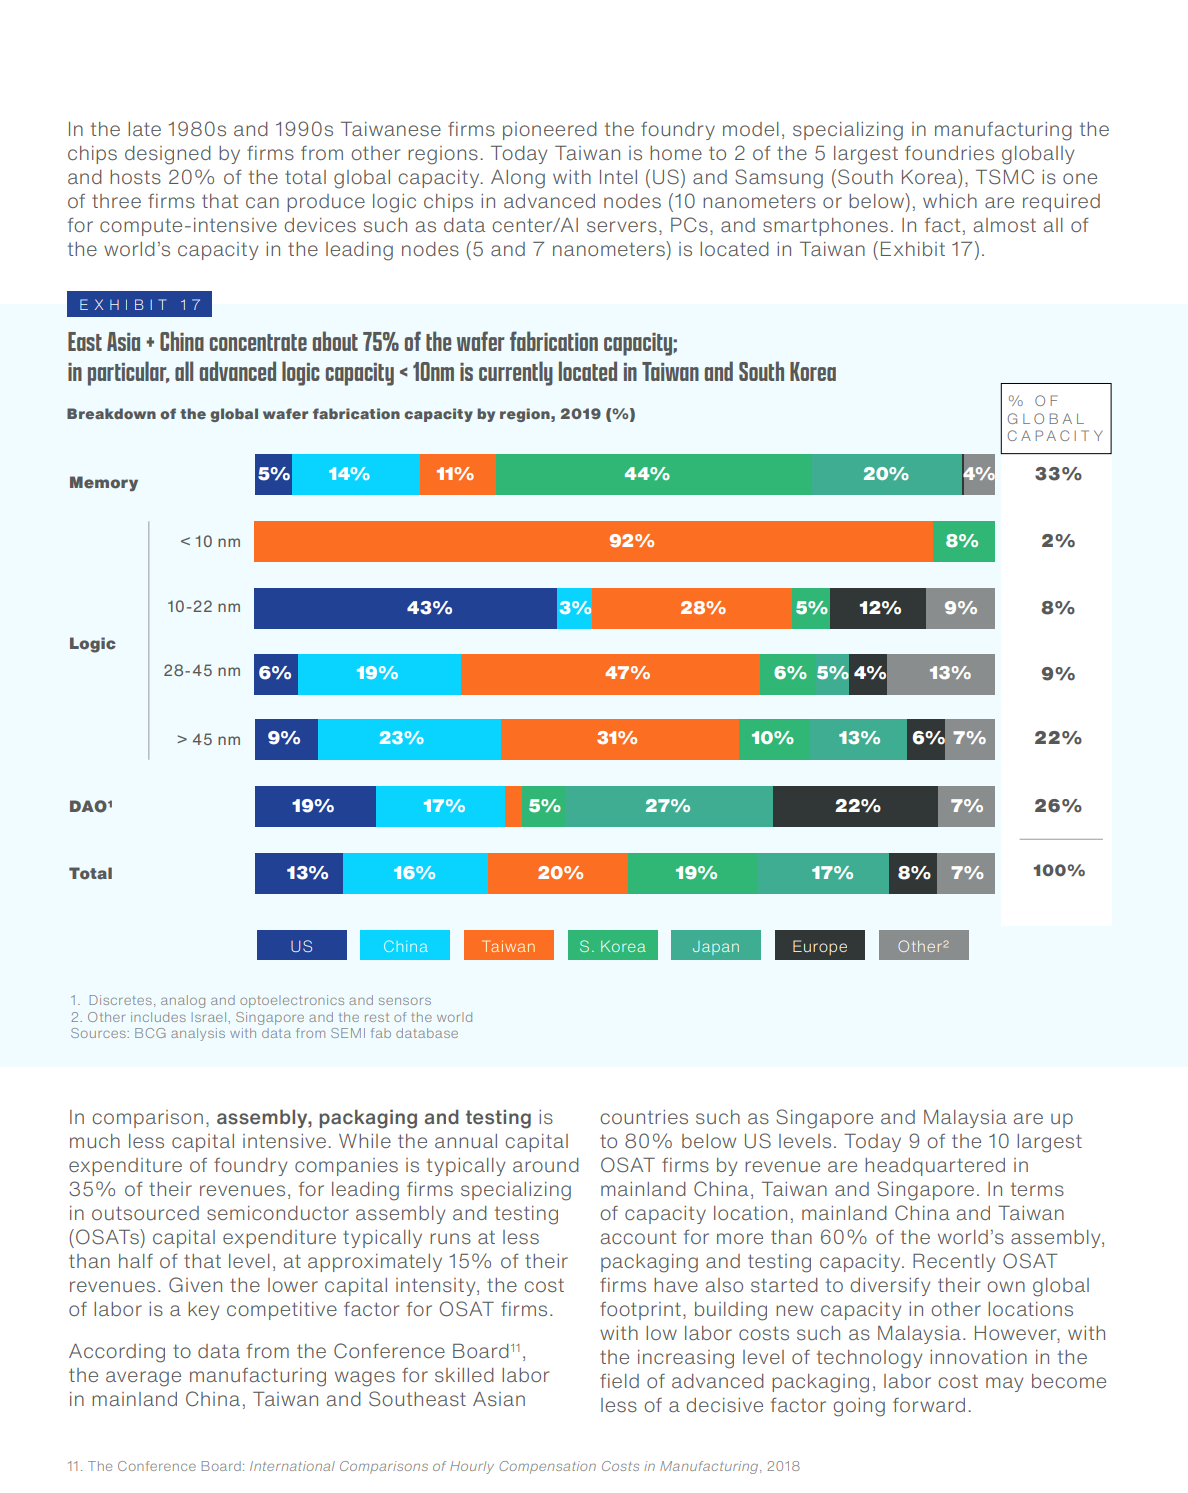 In the late 1980s and 1990s Taiwanese firms pioneered the foundry model, specializing in manufacturing the
chips designed by firms from other regions. Today Taiwan is home to 2 of the 5 largest foundries globally
and hosts 20% of the total global capacity. Along with Intel (US) and Samsung (South Korea), TSMC is one
of three firms that can produce logic chips in advanced nodes (10 nanometers or below), which are required
for compute-intensive devices such as data center/AI servers, PCs, and smartphones. In fact, almost all of
the world's capacity in the leading nodes (5 and 7 nanometers) is located in Taiwan (Exhibit 17).
EXHIBIT 17
East Asia + China concentrate about 75% of the wafer fabrication capacity;
in particular, all advanced logic capacity < 10nm is currently located in Taiwan and South Korea
Breakdown of the global wafer fabrication capacity by region, 2019 (%)
% OF
GLOBAL
CAPACITY
Memory 5% 14% 11% 44% 20% 4% 33%
< 10 nm 92% 8% 2%
10-22 nm 43% 3% 28% 5% 12% 9% 8%
Logic
28-45 nm 6% 19% 47% 6% 5% 4% 13% 9%
> 45 nm 9% 23% 31% 10% 13% 6% 7% 22%
DAO¹ 19% 17% 5% 27% 22% 7% 26%
Total 13% 16% 20% 19% 17% 8% 7% 100%
US China Taiwan S. Korea Japan Europe Other²
1. Discretes, analog and optoelectronics and sensors
2. Other includes Israel, Singapore and the rest of the world
Sources: BCG analysis with data from SEMI fab database
In comparison, assembly, packaging and testing is
much less capital intensive. While the annual capital
expenditure of foundry companies is typically around
35% of their revenues, for leading firms specializing
in outsourced semiconductor assembly and testing
(OSATs) capital expenditure typically runs at less
than half of that level, at approximately 15% of their
revenues. Given the lower capital intensity, the cost
of labor is a key competitive factor for OSAT firms.
According to data from the Conference Board¹¹,
the average manufacturing wages for skilled labor
in mainland China, Taiwan and Southeast Asian
countries such as Singapore and Malaysia are up
to 80% below US levels. Today 9 of the 10 largest
OSAT firms by revenue are headquartered in
mainland China, Taiwan and Singapore. In terms
of capacity location, mainland China and Taiwan
account for more than 60% of the world's assembly,
packaging and testing capacity. Recently OSAT
firms have also started to diversify their own global
footprint, building new capacity in other locations
with low labor costs such as Malaysia. However, with
the increasing level of technology innovation in the
field of advanced packaging, labor cost may become
less of a decisive factor going forward.
11. The Conference Board: International Comparisons of Hourly Compensation Costs in Manufacturing, 2018